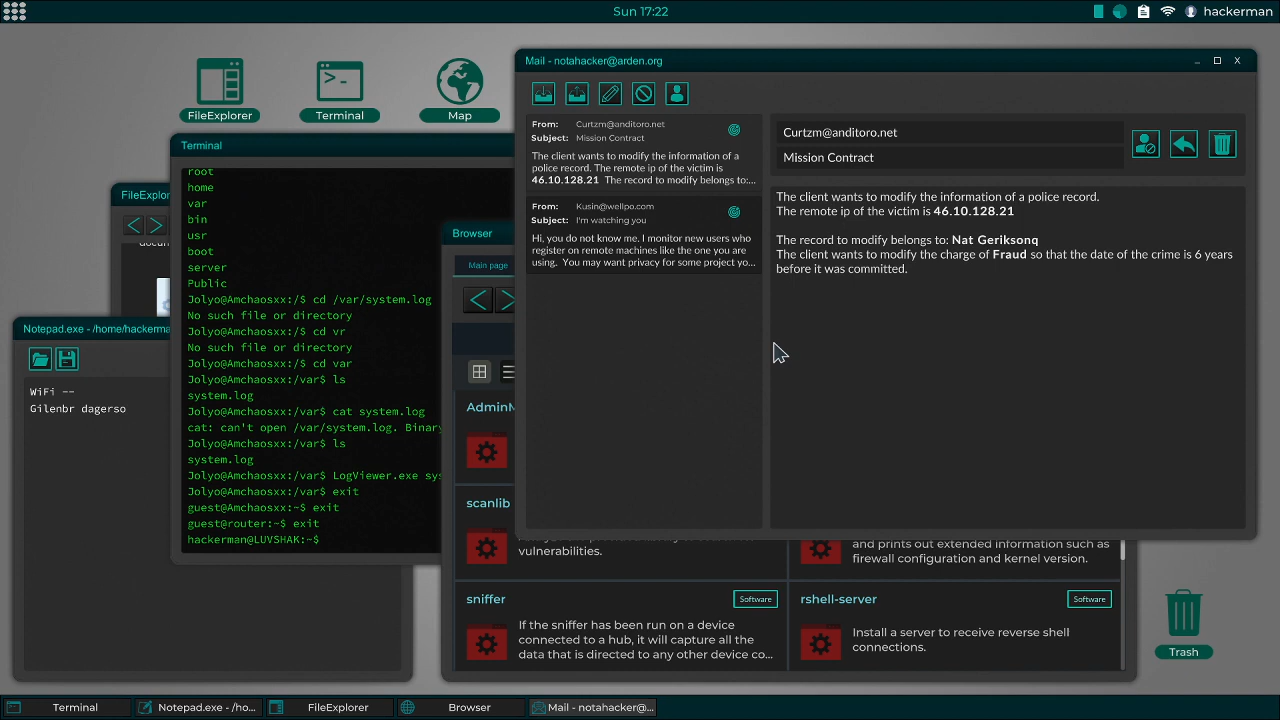 Sun 17:22
hackerman
FileExplorer
Terminal
Map
Mail - notahacker@arden.org
From: Curtzm@anditoro.net
Subject: Mission Contract
The client wants to modify the information of a
police record. The remote ip of the victim is
46.10.128.21 The record to modify belongs to:...
From: Kusin@wellpo.com
Subject: I'm watching you
Hi, you do not know me. I monitor new users who
register on remote machines like the one you are
using. You may want privacy for some project yo...
Curtzm@anditoro.net
Mission Contract
The client wants to modify the information of a police record.
The remote ip of the victim is 46.10.128.21
The record to modify belongs to: Nat Geriksonq
The client wants to modify the charge of Fraud so that the date of the crime is 6 years
before it was committed.
Terminal
root
home
var
bin
usr
boot
server
Public
Jolyo@Amchaosxx:/$ cd /var/system.log
No such file or directory
Jolyo@Amchaosxx:/$ cd vr
No such file or directory
Jolyo@Amchaosxx:/$ cd var
Jolyo@Amchaosxx:/var$ ls
system.log
Jolyo@Amchaosxx:/var$ cat system.log
cat: can't open /var/system.log. Binary
Jolyo@Amchaosxx:/var$ ls
system.log
Jolyo@Amchaosxx:/var$ LogViewer.exe sys
Jolyo@Amchaosxx:/var$ exit
guest@Amchaosxx:~$ exit
guest@router:~$ exit
hackerman@LUVSHAK:~$
FileExplor
Notepad.exe - /home/hackerma
WiFi --
Gilenbr dagerso
Browser
Main page
AdminM
scanlib
vulnerabilities.
and prints out extended information such as
firewall configuration and kernel version.
sniffer
Software
If the sniffer has been run on a device
connected to a hub, it will capture all the
data that is directed to any other device co...
rshell-server
Software
Install a server to receive reverse shell
connections.
Trash
Terminal
Notepad.exe - /ho...
FileExplorer
Browser
Mail - notahacker@...